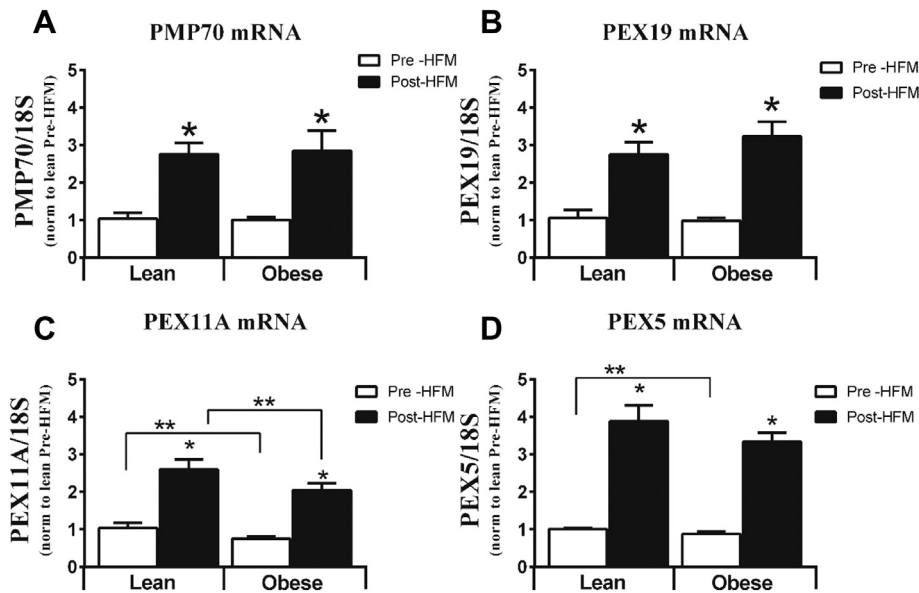 A
PMP70 mRNA
Pre -HFM
Post-HFM
PMP70/18S
(norm to lean Pre-HFM)
5
4
3
2
1
0
*
*
Lean
Obese
B
PEX19 mRNA
Pre -HFM
Post-HFM
PEX19/18S
(norm to lean Pre-HFM)
5
4
3
2
1
0
*
*
Lean
Obese
C
PEX11A mRNA
Pre -HFM
Post-HFM
PEX11A/18S
(norm to lean Pre-HFM)
5
4
3
2
1
0
**
**
*
*
Lean
Obese
D
PEX5 mRNA
Pre -HFM
Post-HFM
PEX5/18S
(norm to lean Pre-HFM)
5
4
3
2
1
0
**
*
*
Lean
Obese